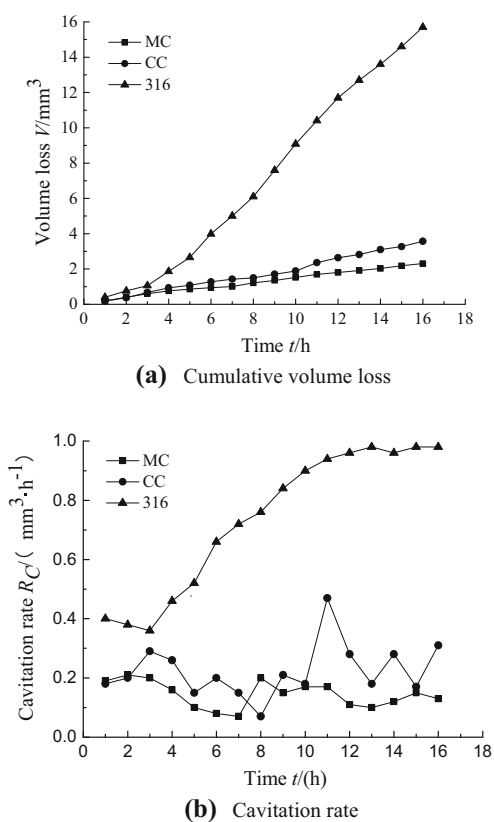 16
14
12
10
8
6
4
2
0
Volume loss V/mm³
MC
CC
316
0 2 4 6 8 10 12 14 16 18
Time t/h
(a) Cumulative volume loss
1.0
0.8
0.6
0.4
0.2
0.0
Cavitation rate R_C/( mm³·h⁻¹)
MC
CC
316
0 2 4 6 8 10 12 14 16 18
Time t/(h)
(b) Cavitation rate